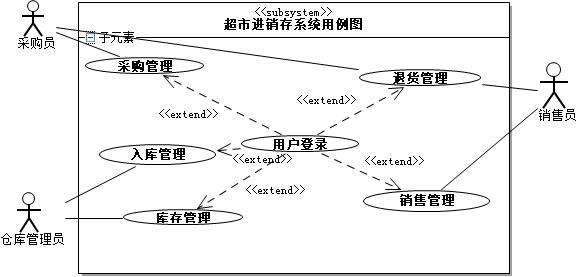 <<subsystem>>
超市进销存系统用例图
子元素
采购员
采购管理
退货管理
<<extend>>
<<extend>>
销售员
用户登录
入库管理
<<extend>>
<<extend>>
<<extend>>
销售管理
库存管理
仓库管理员